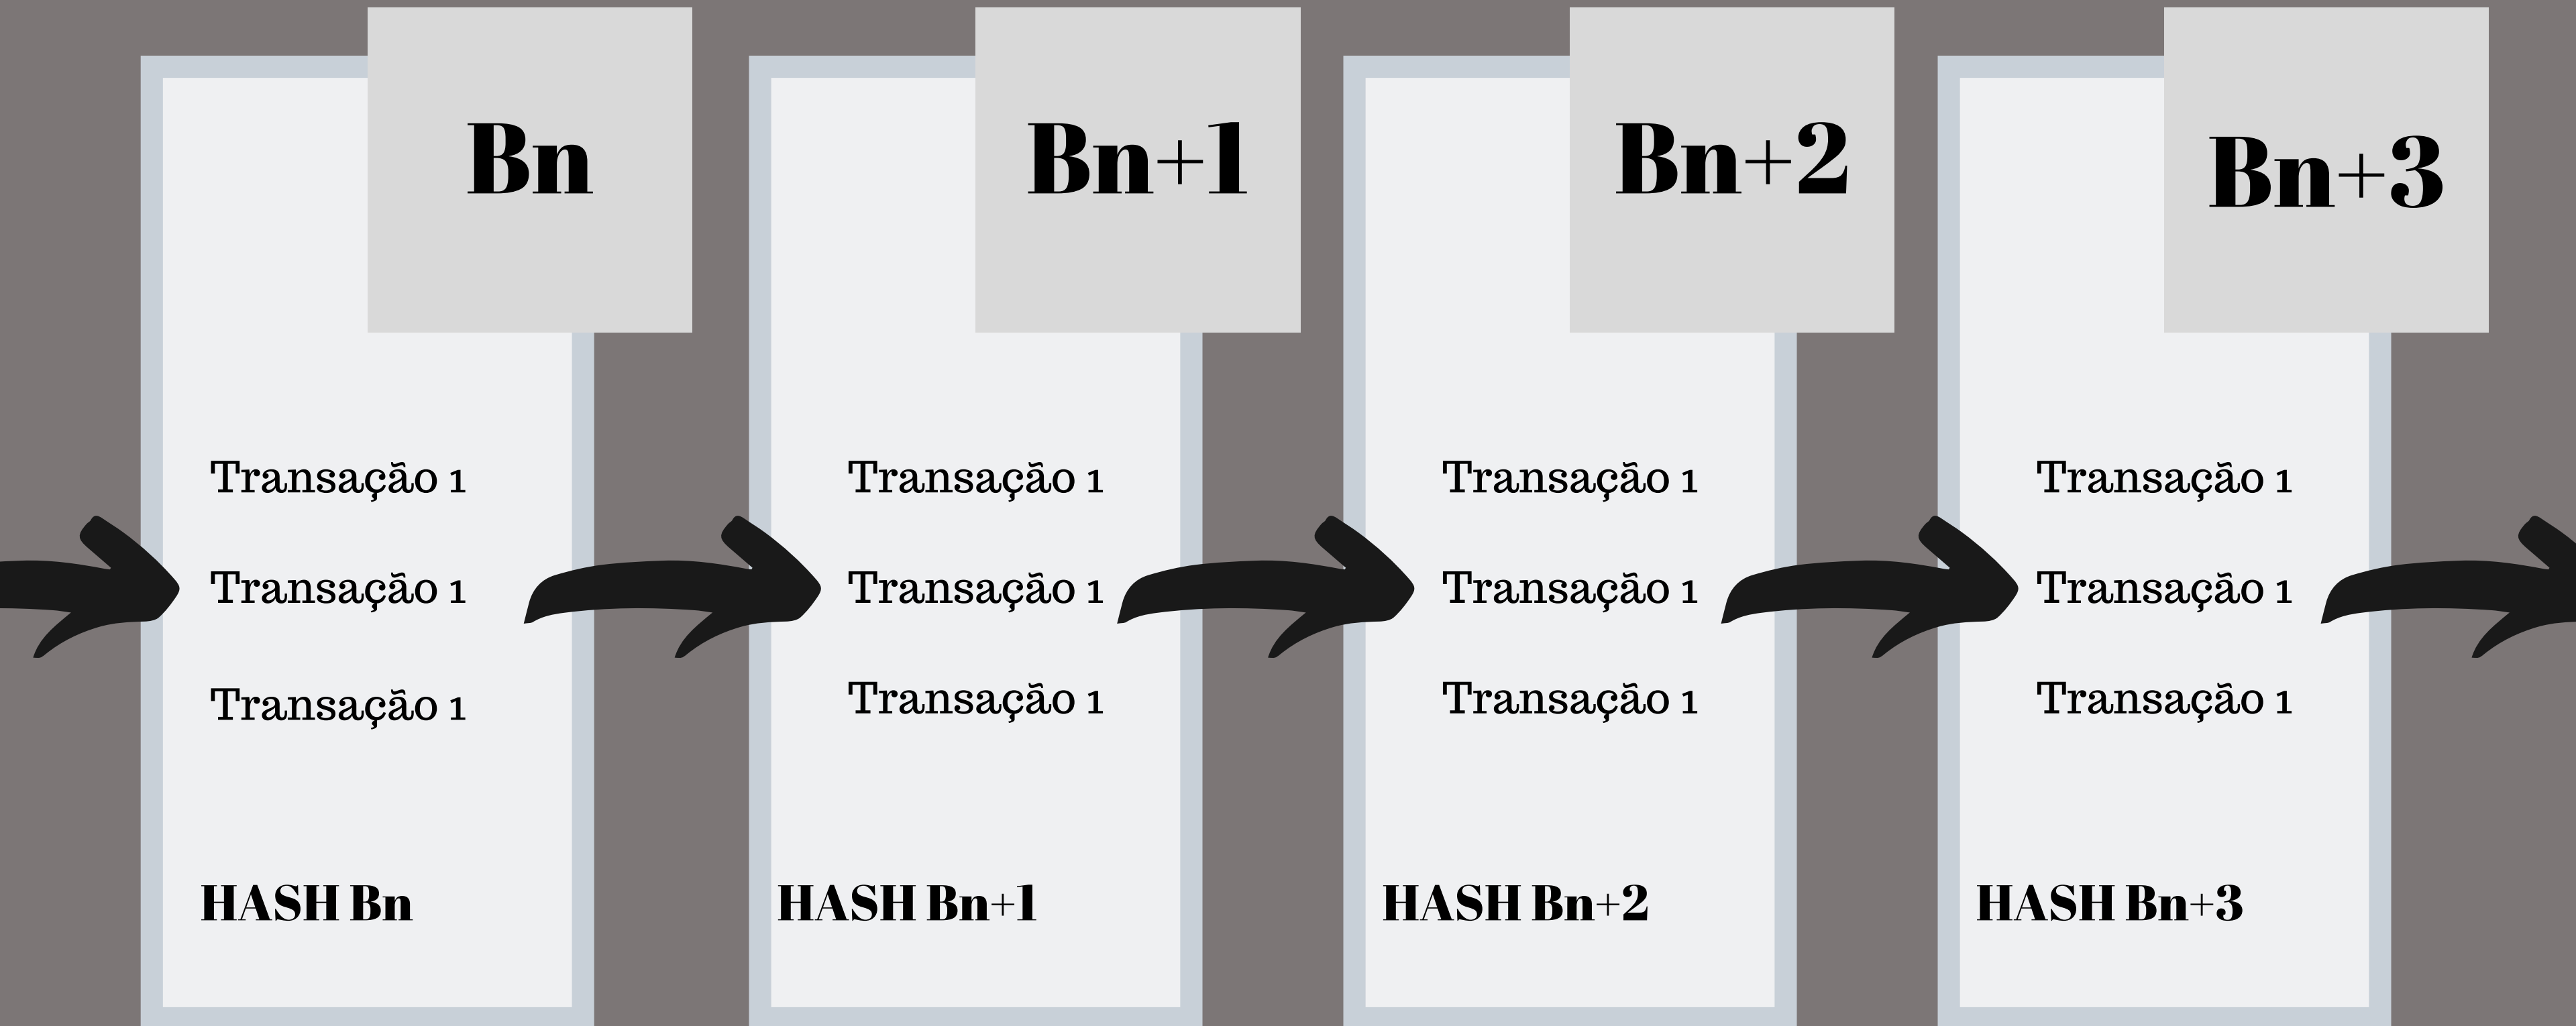 Bn
Transação 1
Transação 1
Transação 1
HASH Bn
Bn+1
Transação 1
Transação 1
Transação 1
HASH Bn+1
Bn+2
Transação 1
Transação 1
Transação 1
HASH Bn+2
Bn+3
Transação 1
Transação 1
Transação 1
HASH Bn+3